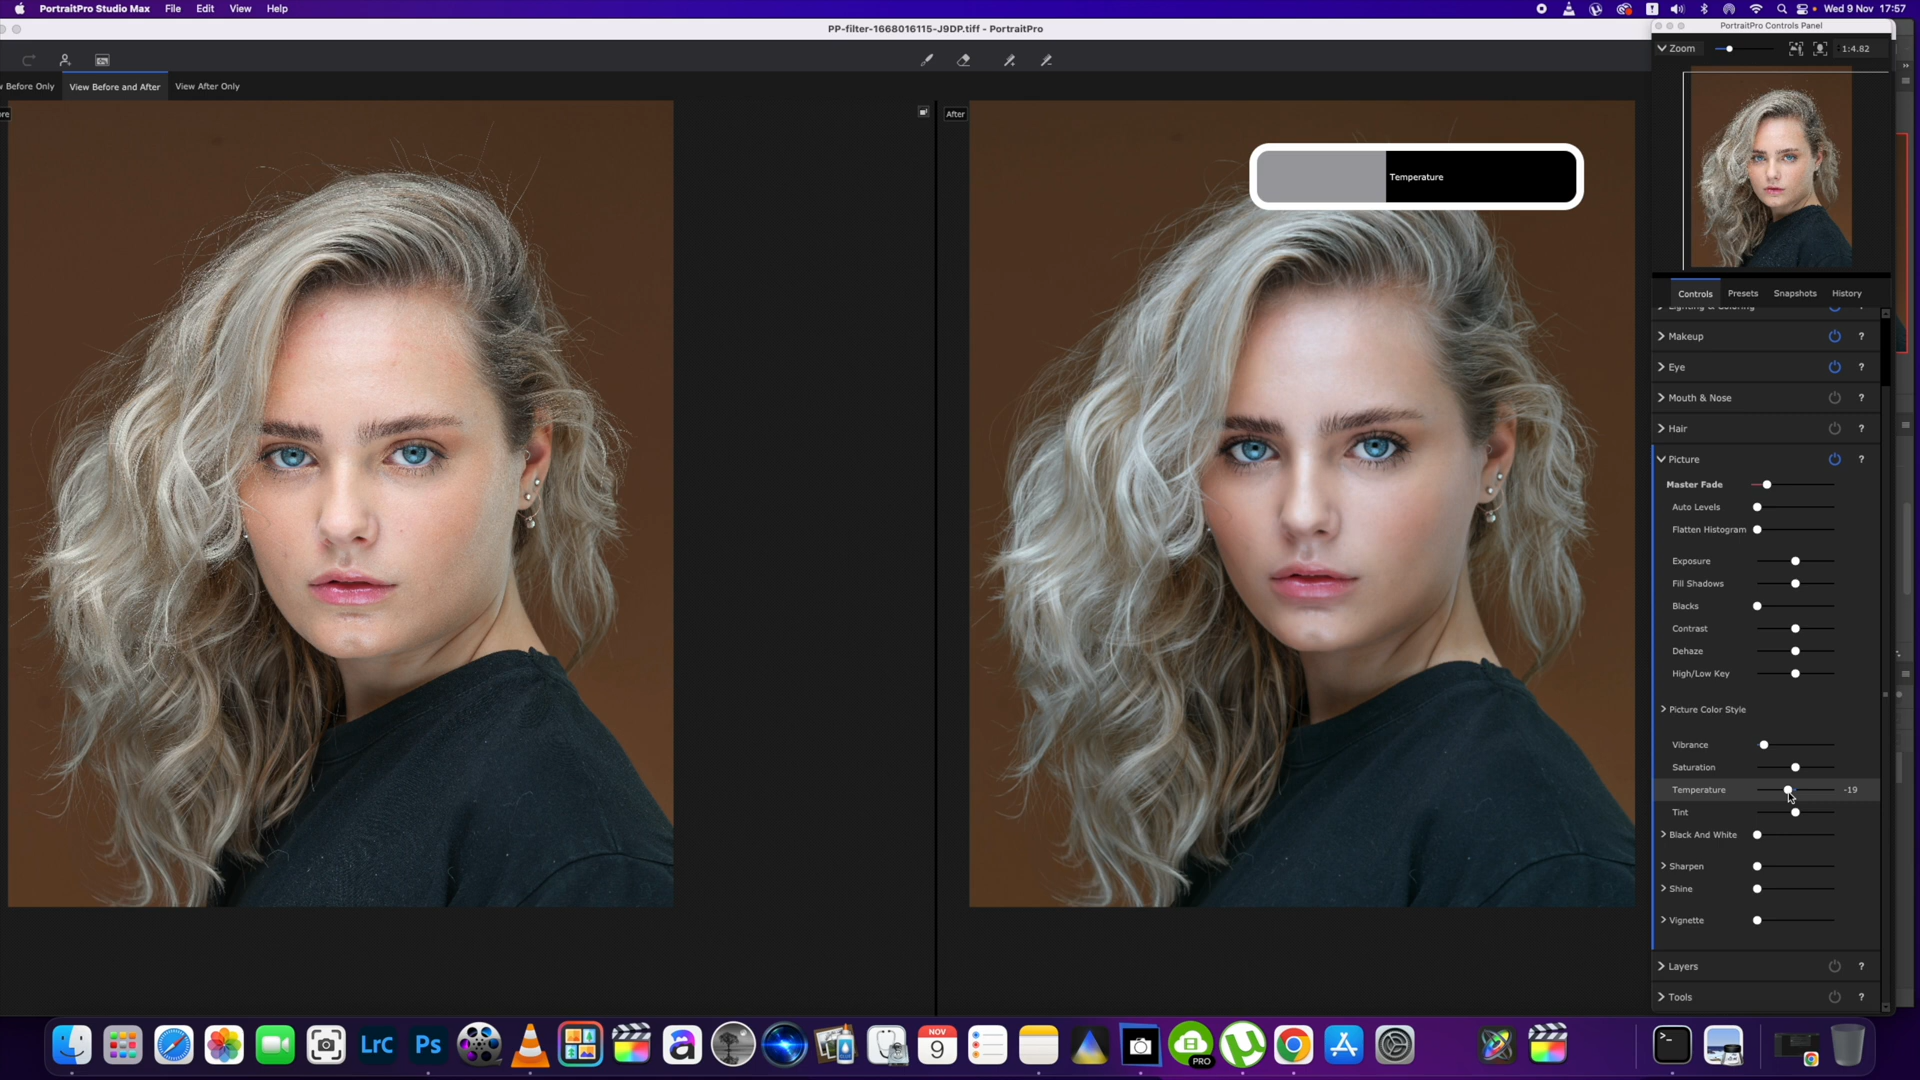 PortraitPro Studio Max File Edit View Help
Wed 9 Nov 17:57
PP-filter-1668016115-J9DP.tiff - PortraitPro
PortraitPro Controls Panel
Zoom 1:4.82
w Before Only View Before and After View After Only
ore
After
Temperature
Controls Presets Snapshots History
Lighting & Coloring ?
Makeup ?
Eye ?
Mouth & Nose ?
Hair ?
Picture ?
Master Fade
Auto Levels
Flatten Histogram
Exposure
Fill Shadows
Blacks
Contrast
Dehaze
High/Low Key
Picture Color Style
Vibrance
Saturation
Temperature -19
Tint
Black And White
Sharpen
Shine
Vignette
Layers ?
Tools ?
LrC
Ps
NOV
9
PRO